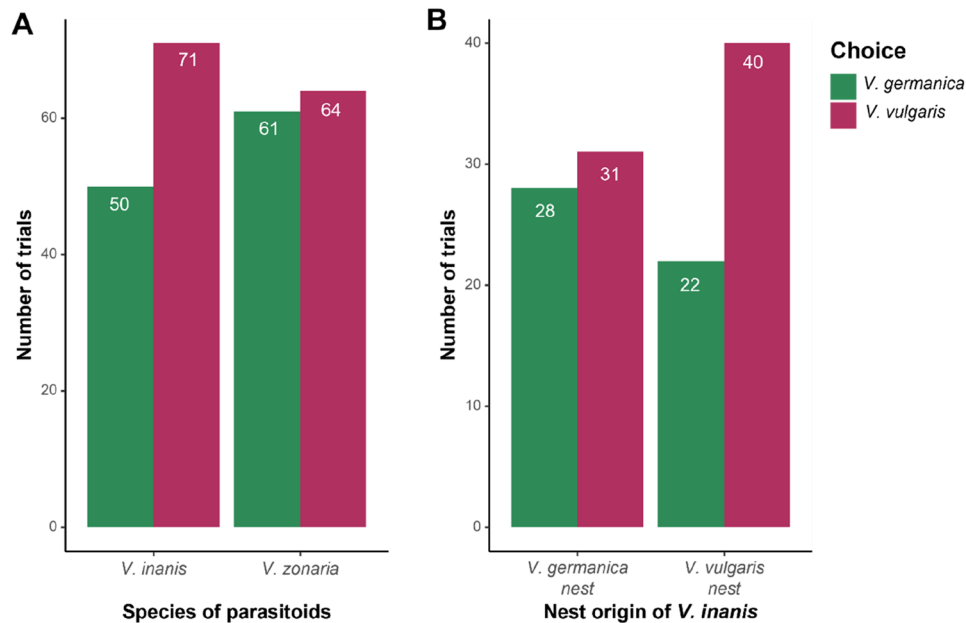 A
Number of trials
60
40
20
0
50
71
61
64
V. inanis
V. zonaria
Species of parasitoids
B
Number of trials
40
30
20
10
0
28
31
22
40
V. germanica
nest
V. vulgaris
nest
Nest origin of V. inanis
Choice
V. germanica
V. vulgaris